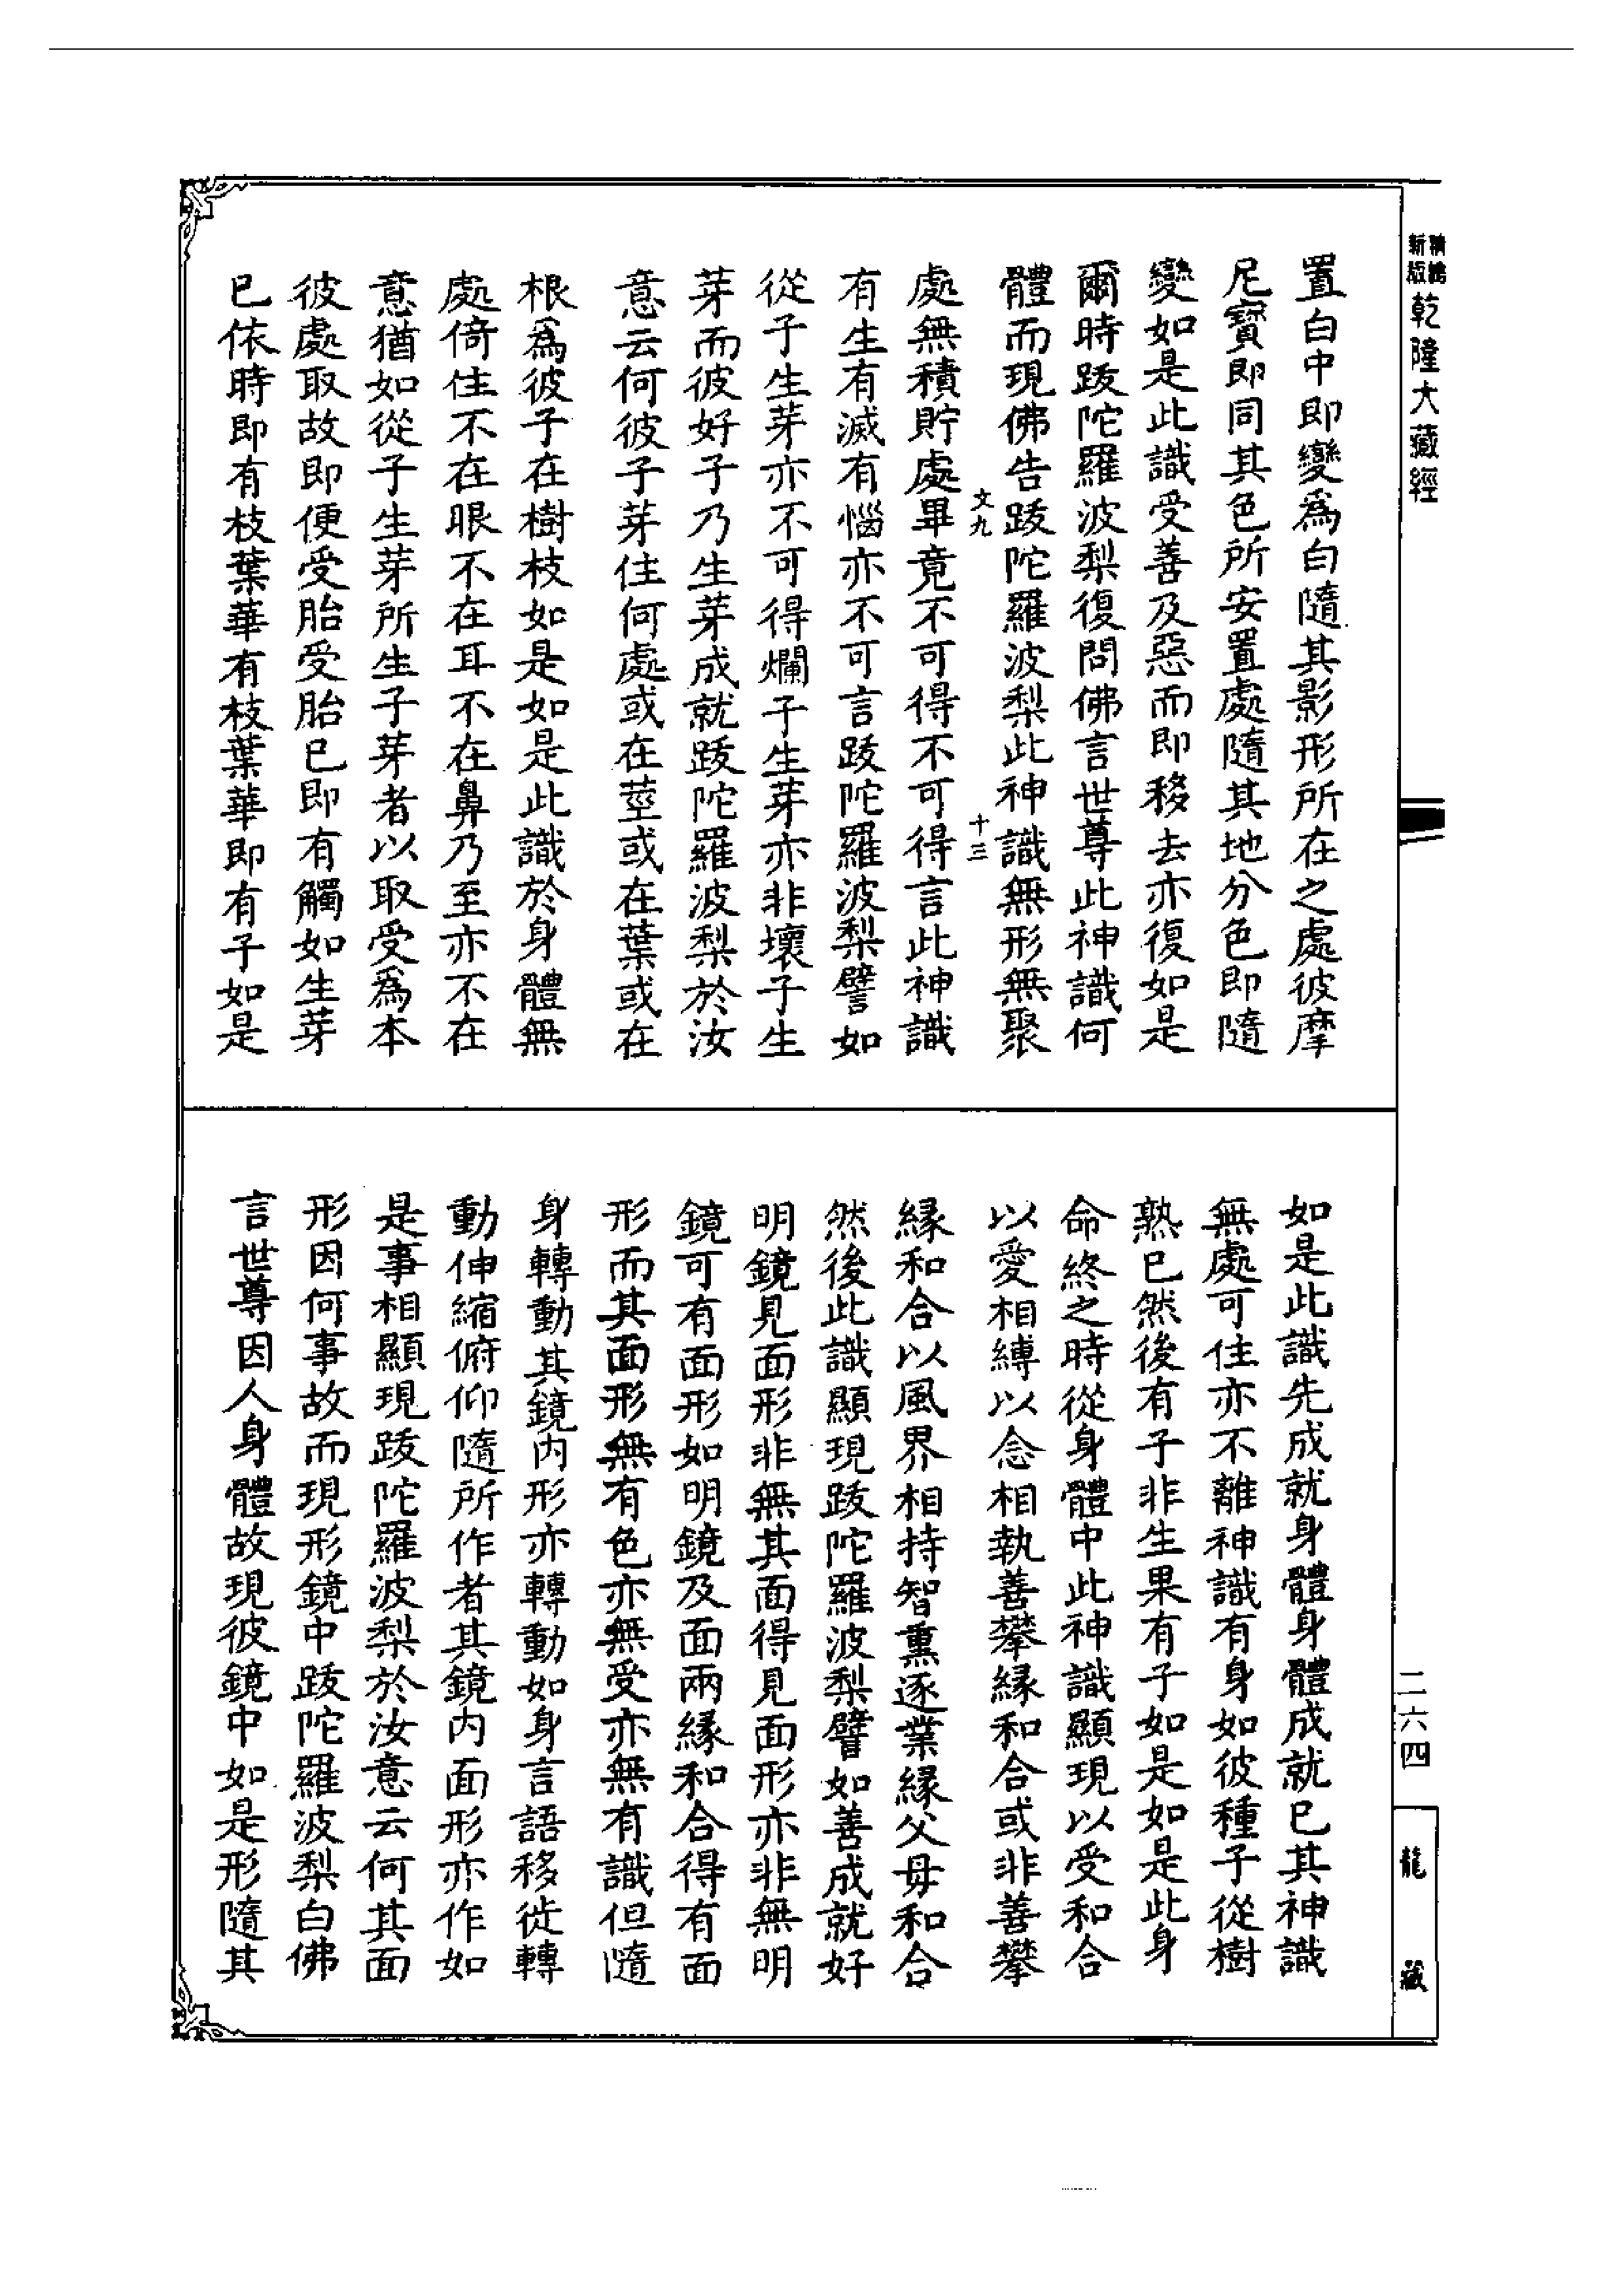 精編
新版
乾隆大藏經
置白中即變爲白隨其影形所在之處彼摩
尼寶即同其色所安置處隨其地分色即隨
變如是此識受善及惡而即移去亦復如是
爾時跋陀羅波梨復問佛言世尊此神識何
體而現佛告跋陀羅波梨此神識無形無聚
文九
十三
處無積貯處畢竟不可得不可得言此神識
有生有滅有惱亦不可言跋陀羅波梨譬如
從子生芽亦不可得爛子生芽亦非壞子生
芽而彼好子乃生芽成就跋陀羅波梨於汝
意云何彼子芽住何處或在莖或在葉或在
根爲彼子在樹枝如是如是此識於身體無
處倚住不在眼不在耳不在鼻乃至亦不在
意猶如從子生芽所生子芽者以取受爲本
彼處取故即便受胎受胎已即有觸如生芽
已依時即有枝葉華有枝葉華即有子如是
如是此識先成就身體身體成就已其神識
無處可住亦不離神識有身如彼種子從樹
熟已然後有子非生果有子如是如是此身
命終之時從身體中此神識顯現以受和合
以愛相縛以念相執善攀緣和合或非善攀
緣和合以風界相持智熏逐業緣父母和合
然後此識顯現跋陀羅波梨譬如善成就好
明鏡見面形非無其面得見面形亦非無明
鏡可有面形如明鏡及面兩緣和合得有面
形而其面形無有色亦無受亦無有識但隨
身轉動其鏡內形亦轉動如身言語移徙轉
動伸縮俯仰隨所作者其鏡內面形亦作如
是事相顯現跋陀羅波梨於汝意云何其面
形因何事故而現形鏡中跋陀羅波梨白佛
言世尊因人身體故現彼鏡中如是形隨其
二六四
龍藏